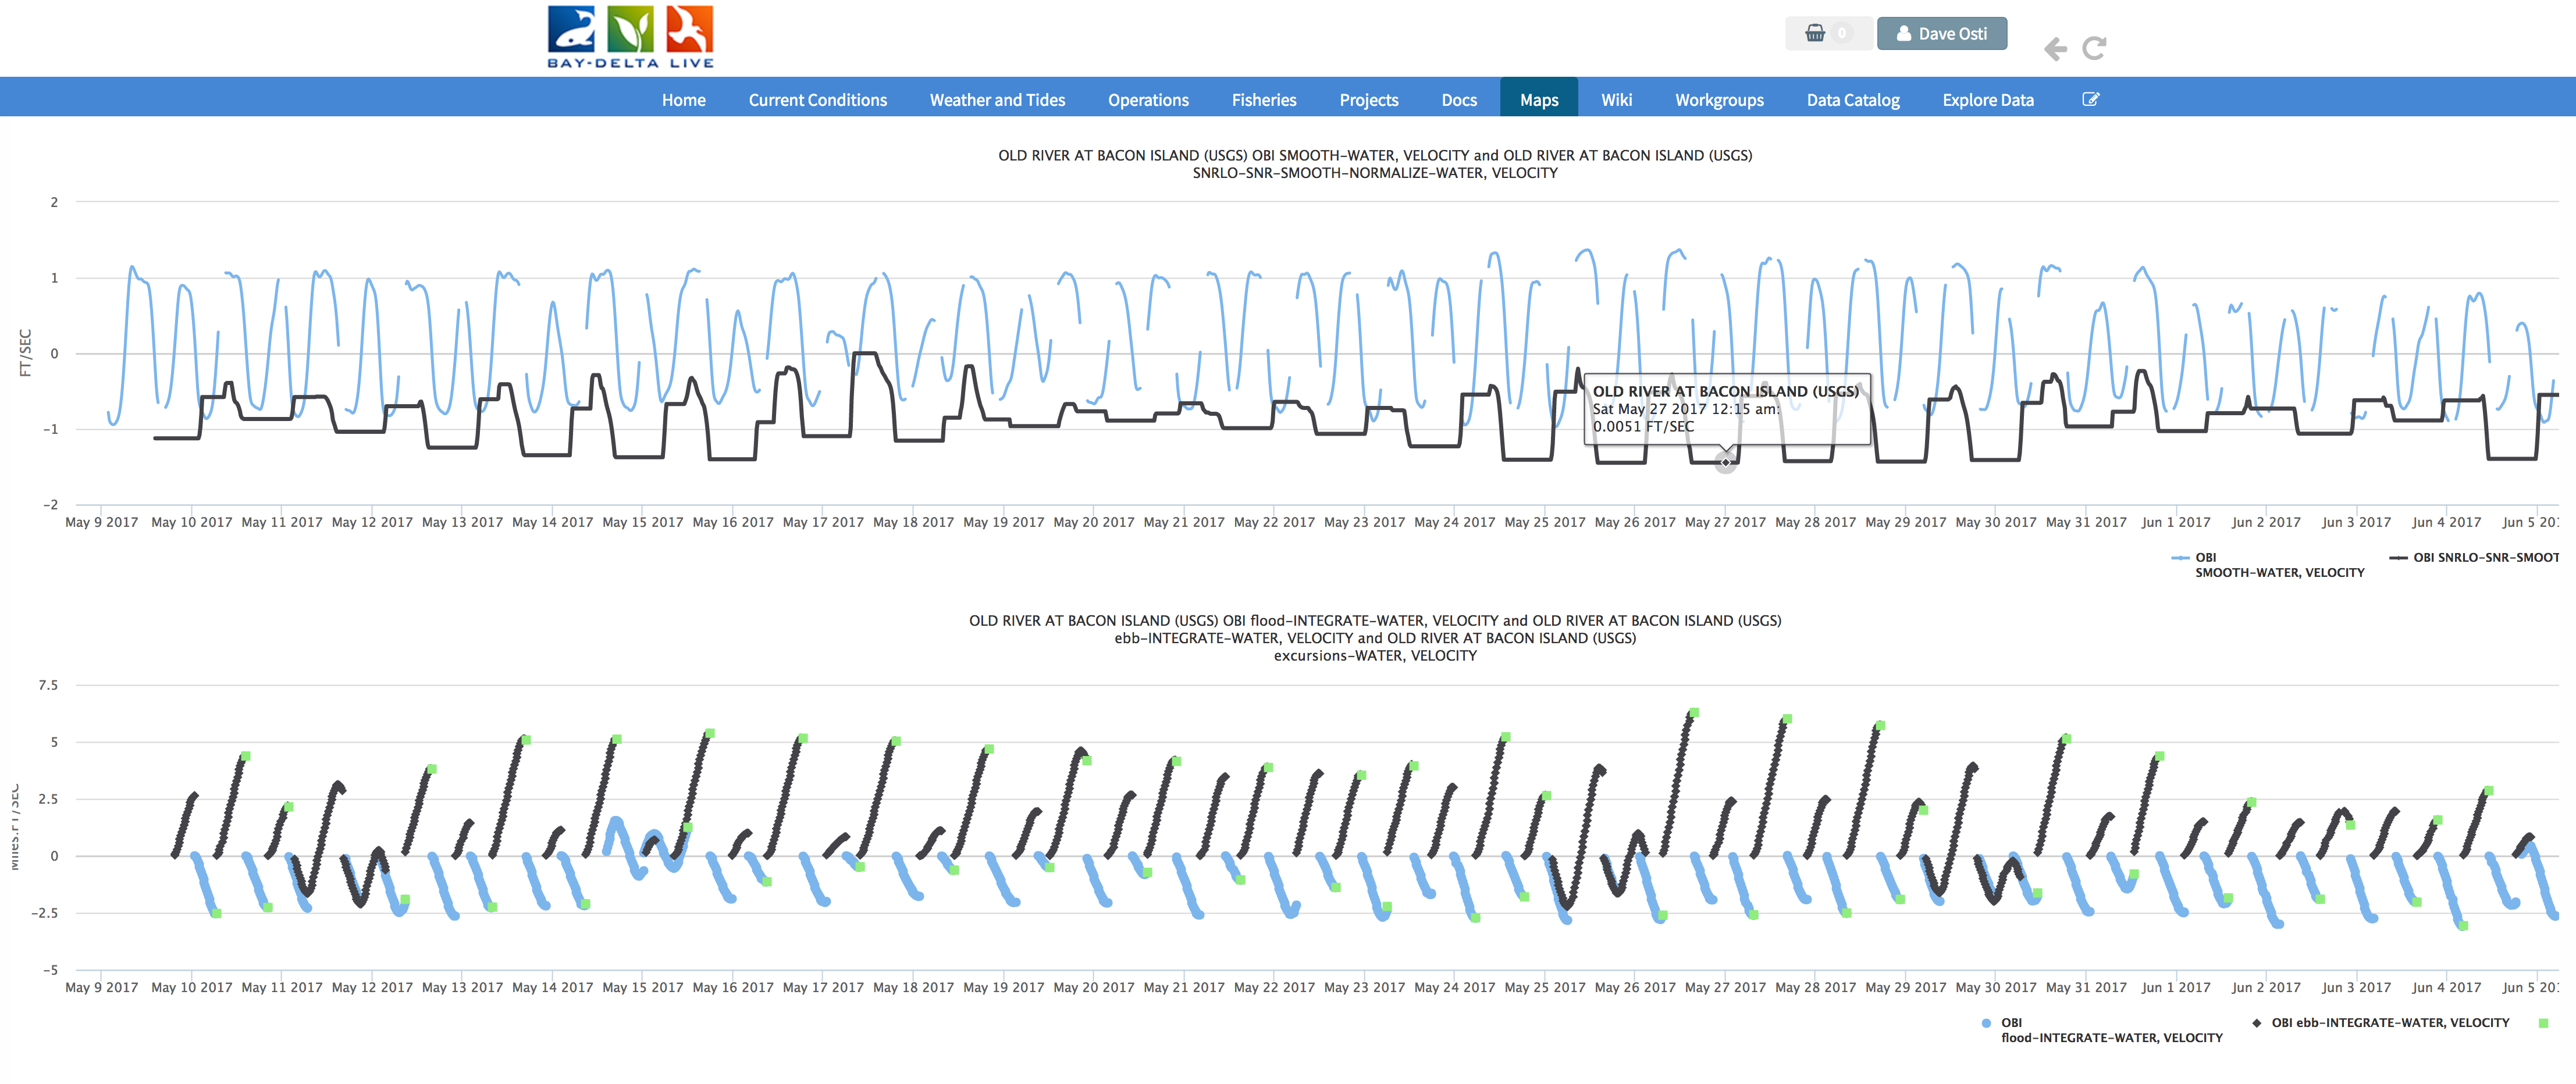 BAY-DELTA LIVE
0
Dave Osti
Home Current Conditions Weather and Tides Operations Fisheries Projects Docs Maps Wiki Workgroups Data Catalog Explore Data
OLD RIVER AT BACON ISLAND (USGS) OBI SMOOTH-WATER, VELOCITY and OLD RIVER AT BACON ISLAND (USGS)
SNRLO-SNR-SMOOTH-NORMALIZE-WATER, VELOCITY
2
1
0
-1
-2
FT/SEC
OLD RIVER AT BACON ISLAND (USGS)
Sat May 27 2017 12:15 am:
0.0051 FT/SEC
May 9 2017 May 10 2017 May 11 2017 May 12 2017 May 13 2017 May 14 2017 May 15 2017 May 16 2017 May 17 2017 May 18 2017 May 19 2017 May 20 2017 May 21 2017 May 22 2017 May 23 2017 May 24 2017 May 25 2017 May 26 2017 May 27 2017 May 28 2017 May 29 2017 May 30 2017 May 31 2017 Jun 1 2017 Jun 2 2017 Jun 3 2017 Jun 4 2017 Jun 5 201
OBI
SMOOTH-WATER, VELOCITY
OBI SNRLO-SNR-SMOOT
OLD RIVER AT BACON ISLAND (USGS) OBI flood-INTEGRATE-WATER, VELOCITY and OLD RIVER AT BACON ISLAND (USGS)
ebb-INTEGRATE-WATER, VELOCITY and OLD RIVER AT BACON ISLAND (USGS)
excursions-WATER, VELOCITY
7.5
5
2.5
0
-2.5
-5
Miles.FT/SEC
May 9 2017 May 10 2017 May 11 2017 May 12 2017 May 13 2017 May 14 2017 May 15 2017 May 16 2017 May 17 2017 May 18 2017 May 19 2017 May 20 2017 May 21 2017 May 22 2017 May 23 2017 May 24 2017 May 25 2017 May 26 2017 May 27 2017 May 28 2017 May 29 2017 May 30 2017 May 31 2017 Jun 1 2017 Jun 2 2017 Jun 3 2017 Jun 4 2017 Jun 5 201
OBI
flood-INTEGRATE-WATER, VELOCITY
OBI ebb-INTEGRATE-WATER, VELOCITY